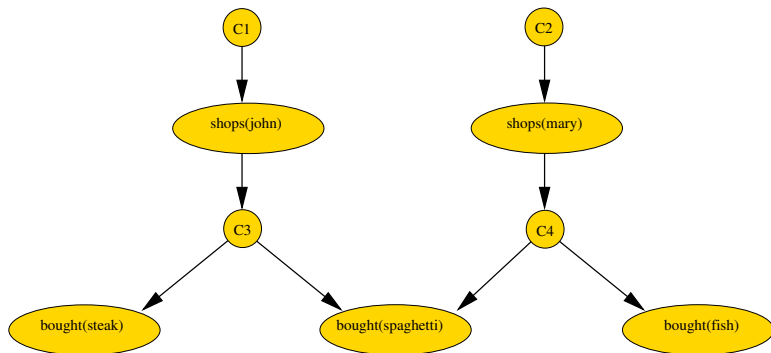 C1
C2
shops(john)
shops(mary)
C3
C4
bought(steak)
bought(spaghetti)
bought(fish)